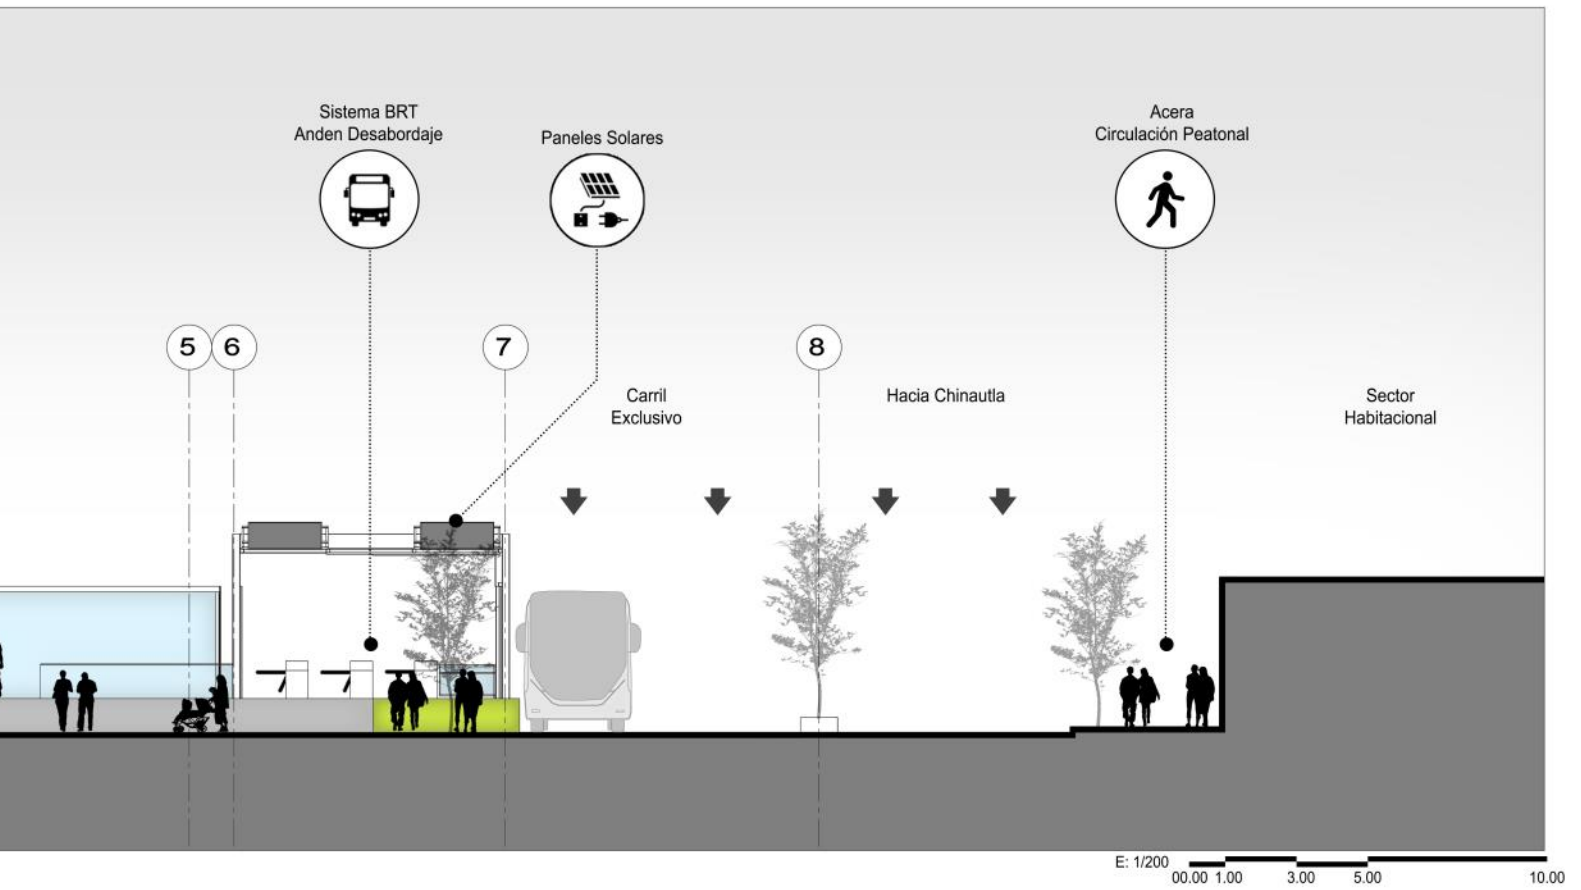 Sistema BRT
Anden Desabordaje
Paneles Solares
Acera
Circulación Peatonal
5
6
7
8
Carril
Exclusivo
Hacia Chinautla
Sector
Habitacional
E: 1/200
00.00 1.00 3.00 5.00 10.00